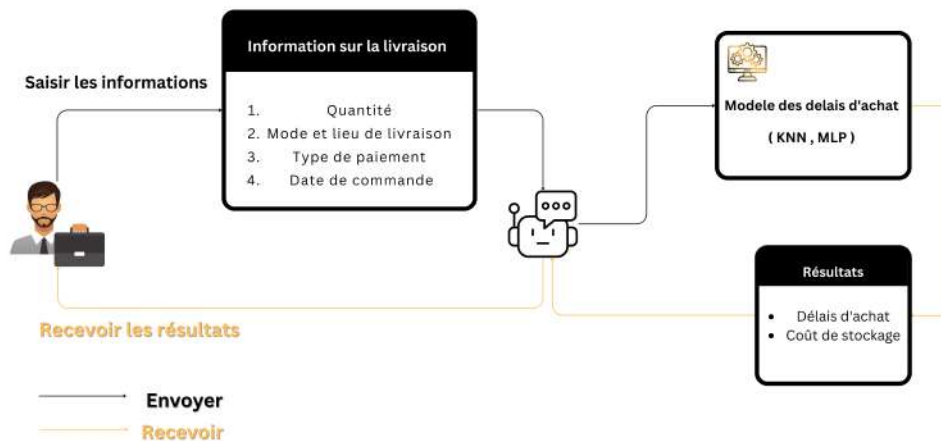 Information sur la livraison
Saisir les informations
1. Quantité
2. Mode et lieu de livraison
3. Type de paiement
4. Date de commande
Modele des delais d'achat
( KNN , MLP )
Résultats
• Délais d'achat
• Coût de stockage
Recevoir les résultats
Envoyer
Recevoir